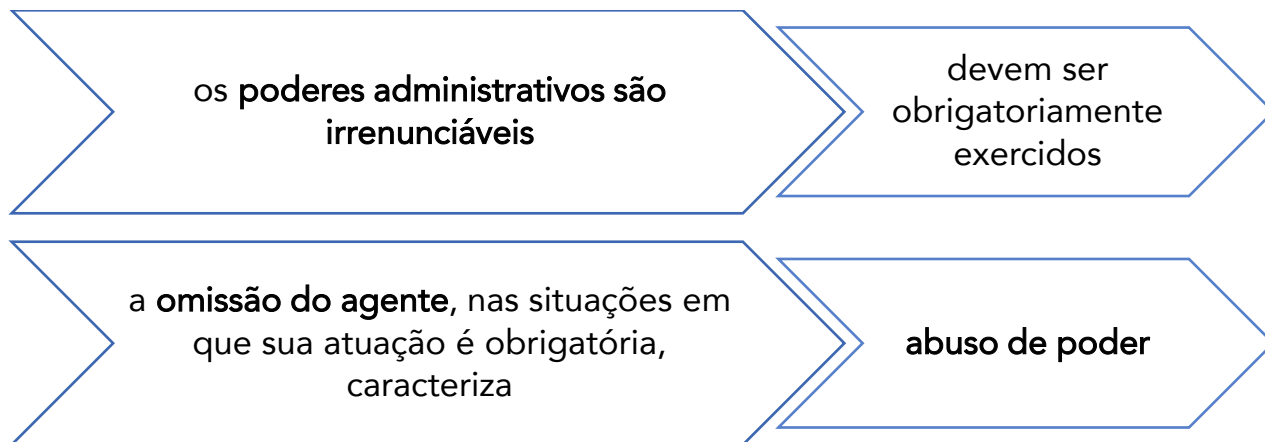 os poderes administrativos são
irrenunciáveis
devem ser
obrigatoriamente
exercidos
a omissão do agente, nas situações em
que sua atuação é obrigatória,
caracteriza
abuso de poder